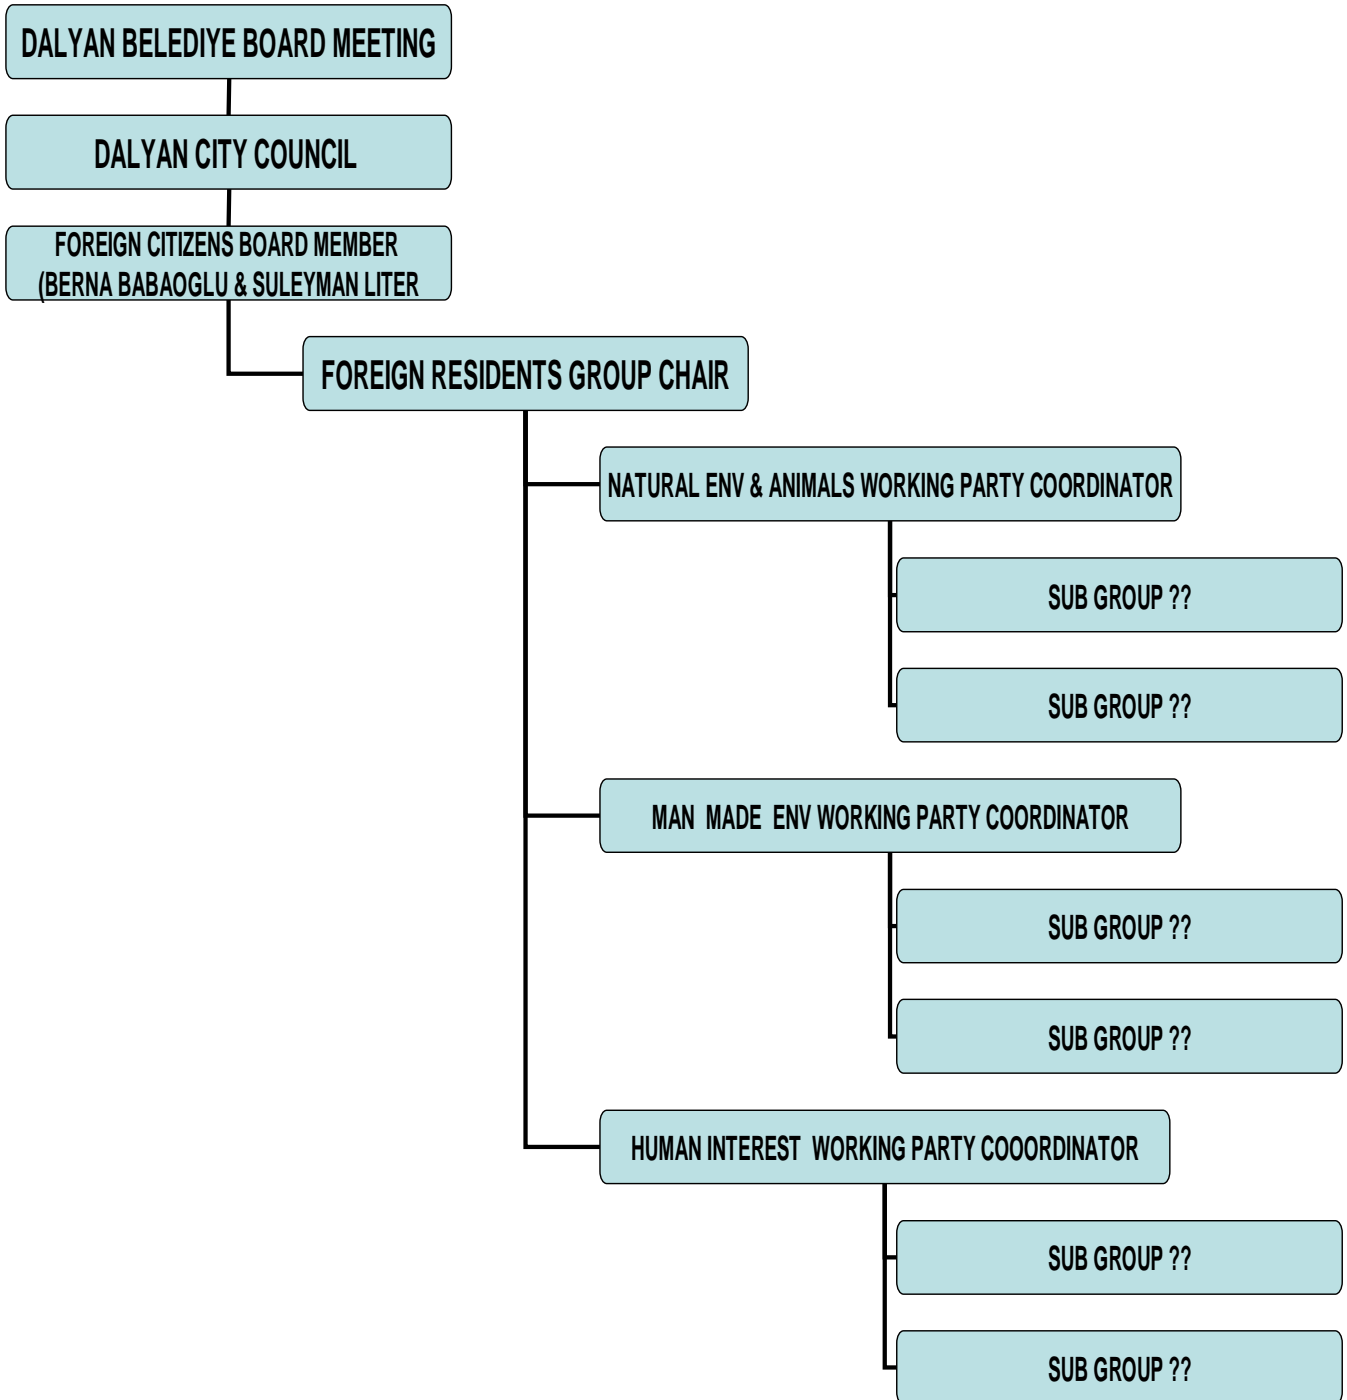 DALYAN BELEDIYE BOARD MEETING
DALYAN CITY COUNCIL
FOREIGN CITIZENS BOARD MEMBER
(BERNA BABAOGLU & SULEYMAN LITER
FOREIGN RESIDENTS GROUP CHAIR
NATURAL ENV & ANIMALS WORKING PARTY COORDINATOR
SUB GROUP ??
SUB GROUP ??
MAN MADE ENV WORKING PARTY COORDINATOR
SUB GROUP ??
SUB GROUP ??
HUMAN INTEREST WORKING PARTY COOORDINATOR
SUB GROUP ??
SUB GROUP ??